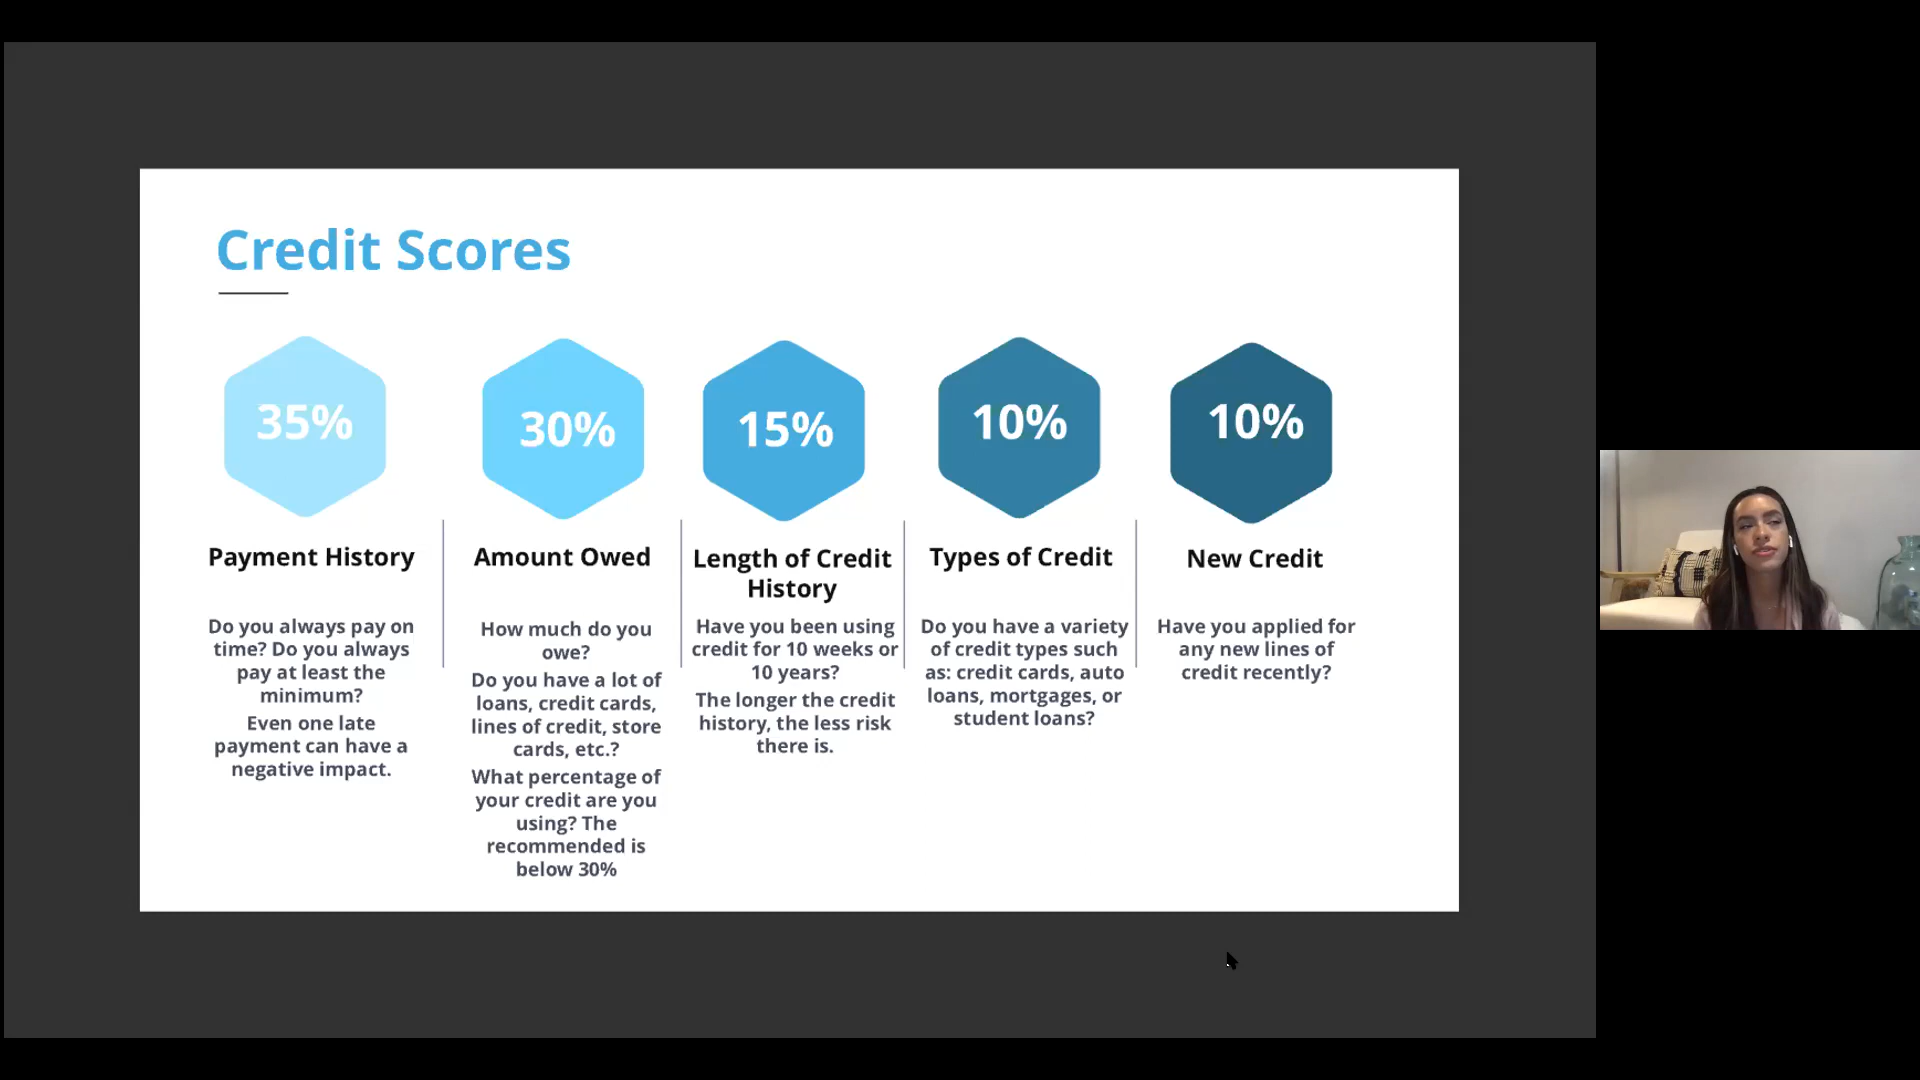 Credit Scores
35%
30%
15%
10%
10%
Payment History
Do you always pay on
time? Do you always
pay at least the
minimum?
Even one late
payment can have a
negative impact.
Amount Owed
How much do you
owe?
Do you have a lot of
loans, credit cards,
lines of credit, store
cards, etc.?
What percentage of
your credit are you
using? The
recommended is
below 30%
Length of Credit
History
Have you been using
credit for 10 weeks or
10 years?
The longer the credit
history, the less risk
there is.
Types of Credit
Do you have a variety
of credit types such
as: credit cards, auto
loans, mortgages, or
student loans?
New Credit
Have you applied for
any new lines of
credit recently?